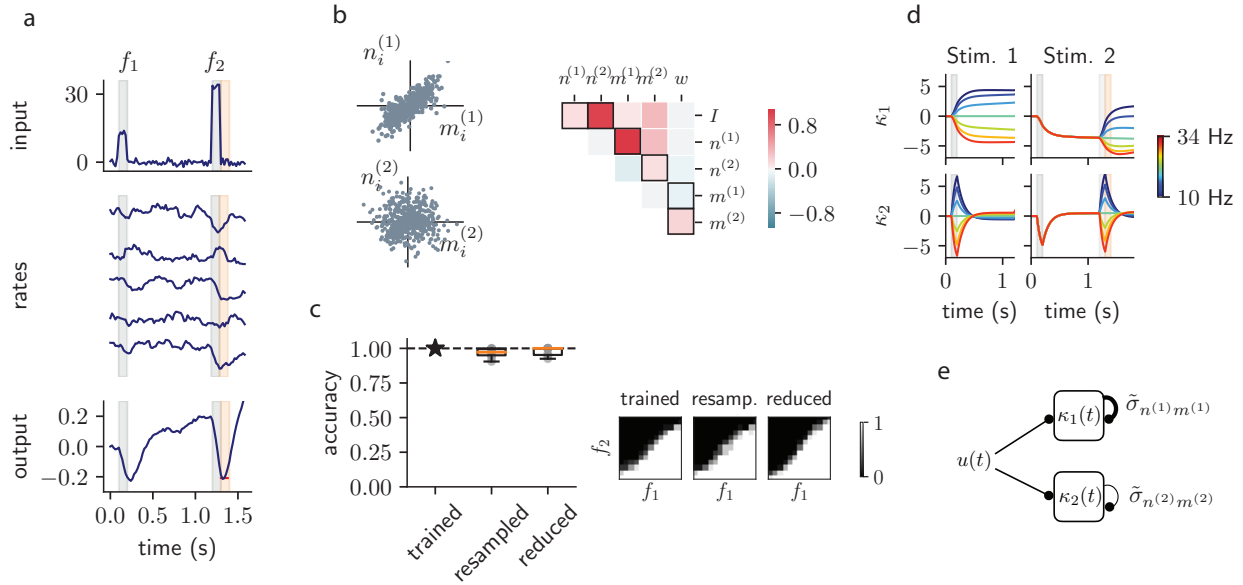 a
f₁ f₂
input
30
0
rates
output
0.2
0.0
−0.2
0.0 0.5 1.0 1.5
time (s)
b
nᵢ⁽¹⁾
mᵢ⁽¹⁾
nᵢ⁽²⁾
mᵢ⁽²⁾
n⁽¹⁾ n⁽²⁾ m⁽¹⁾ m⁽²⁾ w
I
n⁽¹⁾
n⁽²⁾
m⁽¹⁾
m⁽²⁾
0.8
0.0
−0.8
c
accuracy
1.00
0.75
0.50
0.25
0.00
trained
resampled
reduced
trained resamp. reduced
f₂
f₁ f₁ f₁
1
0
d
Stim. 1 Stim. 2
κ₁
5
0
−5
κ₂
5
0
−5
0 1 0 1
time (s) time (s)
34 Hz
10 Hz
e
u(t)
κ₁(t)
σ̃ₙ₍₁₎ₘ₍₁₎
κ₂(t)
σ̃ₙ₍₂₎ₘ₍₂₎